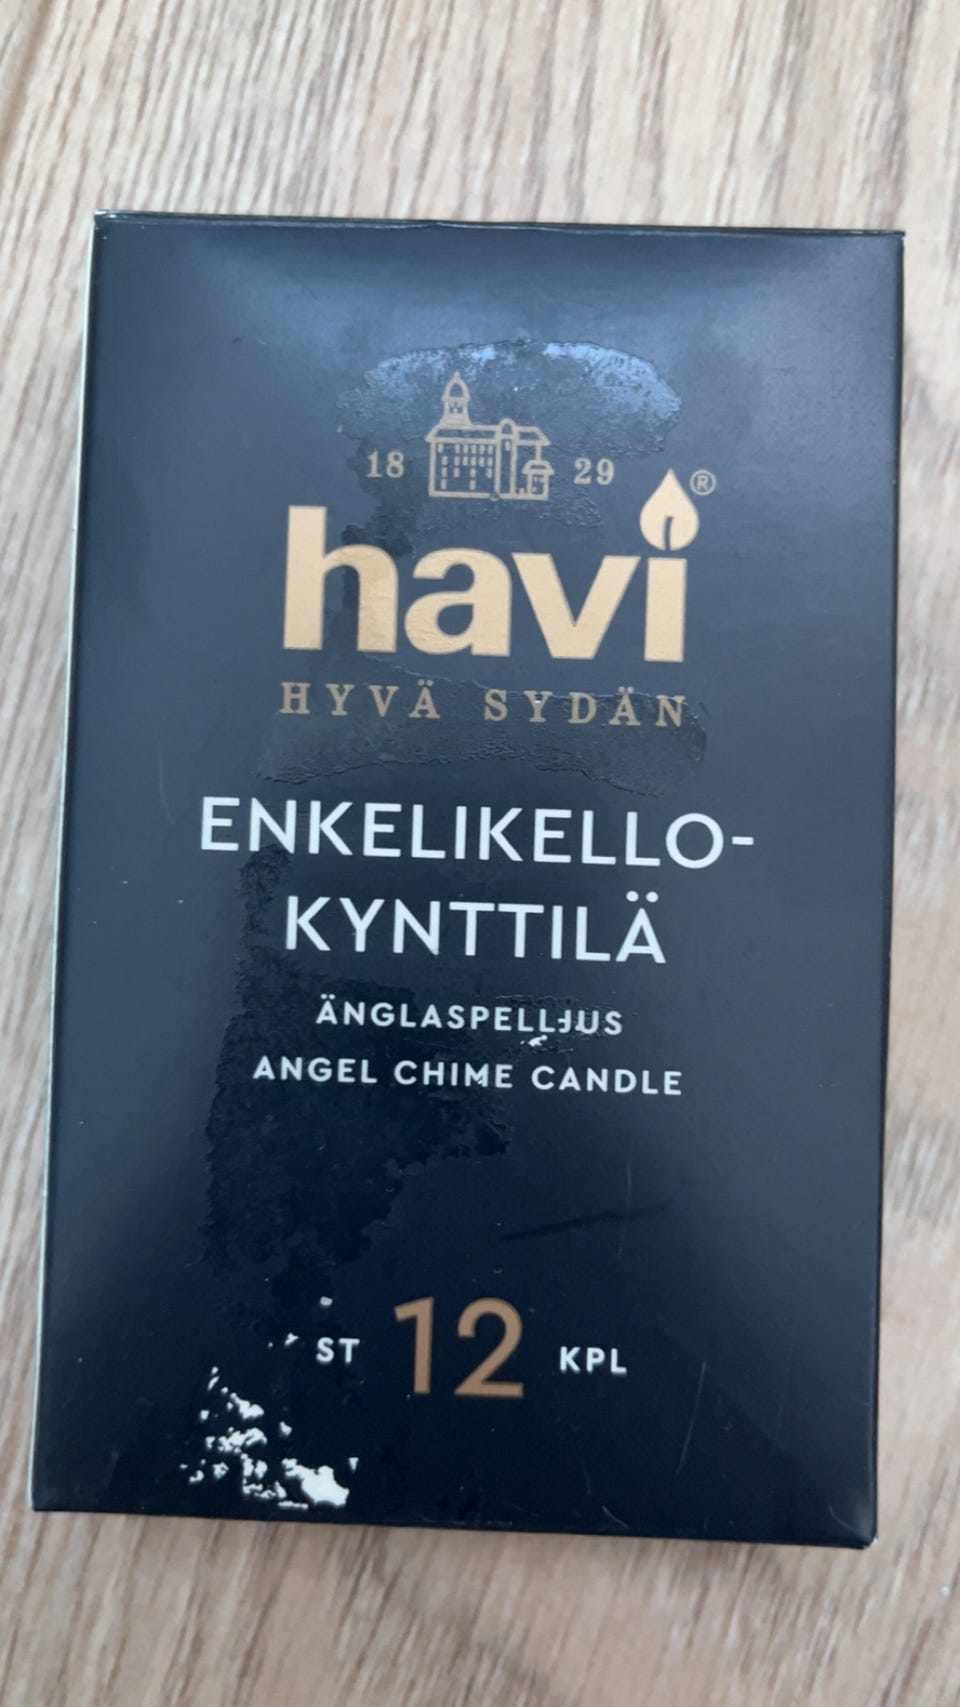 18 29
havi®
HYVÄ SYDÄN
ENKELIKELLO-
KYNTTILÄ
ÄNGLASPELLJUS
ANGEL CHIME CANDLE
ST 12 KPL